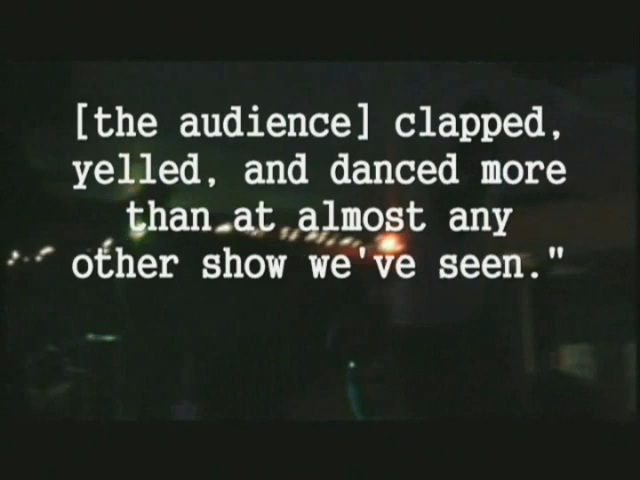 [the audience] clapped,
yelled, and danced more
than at almost any
other show we've seen."